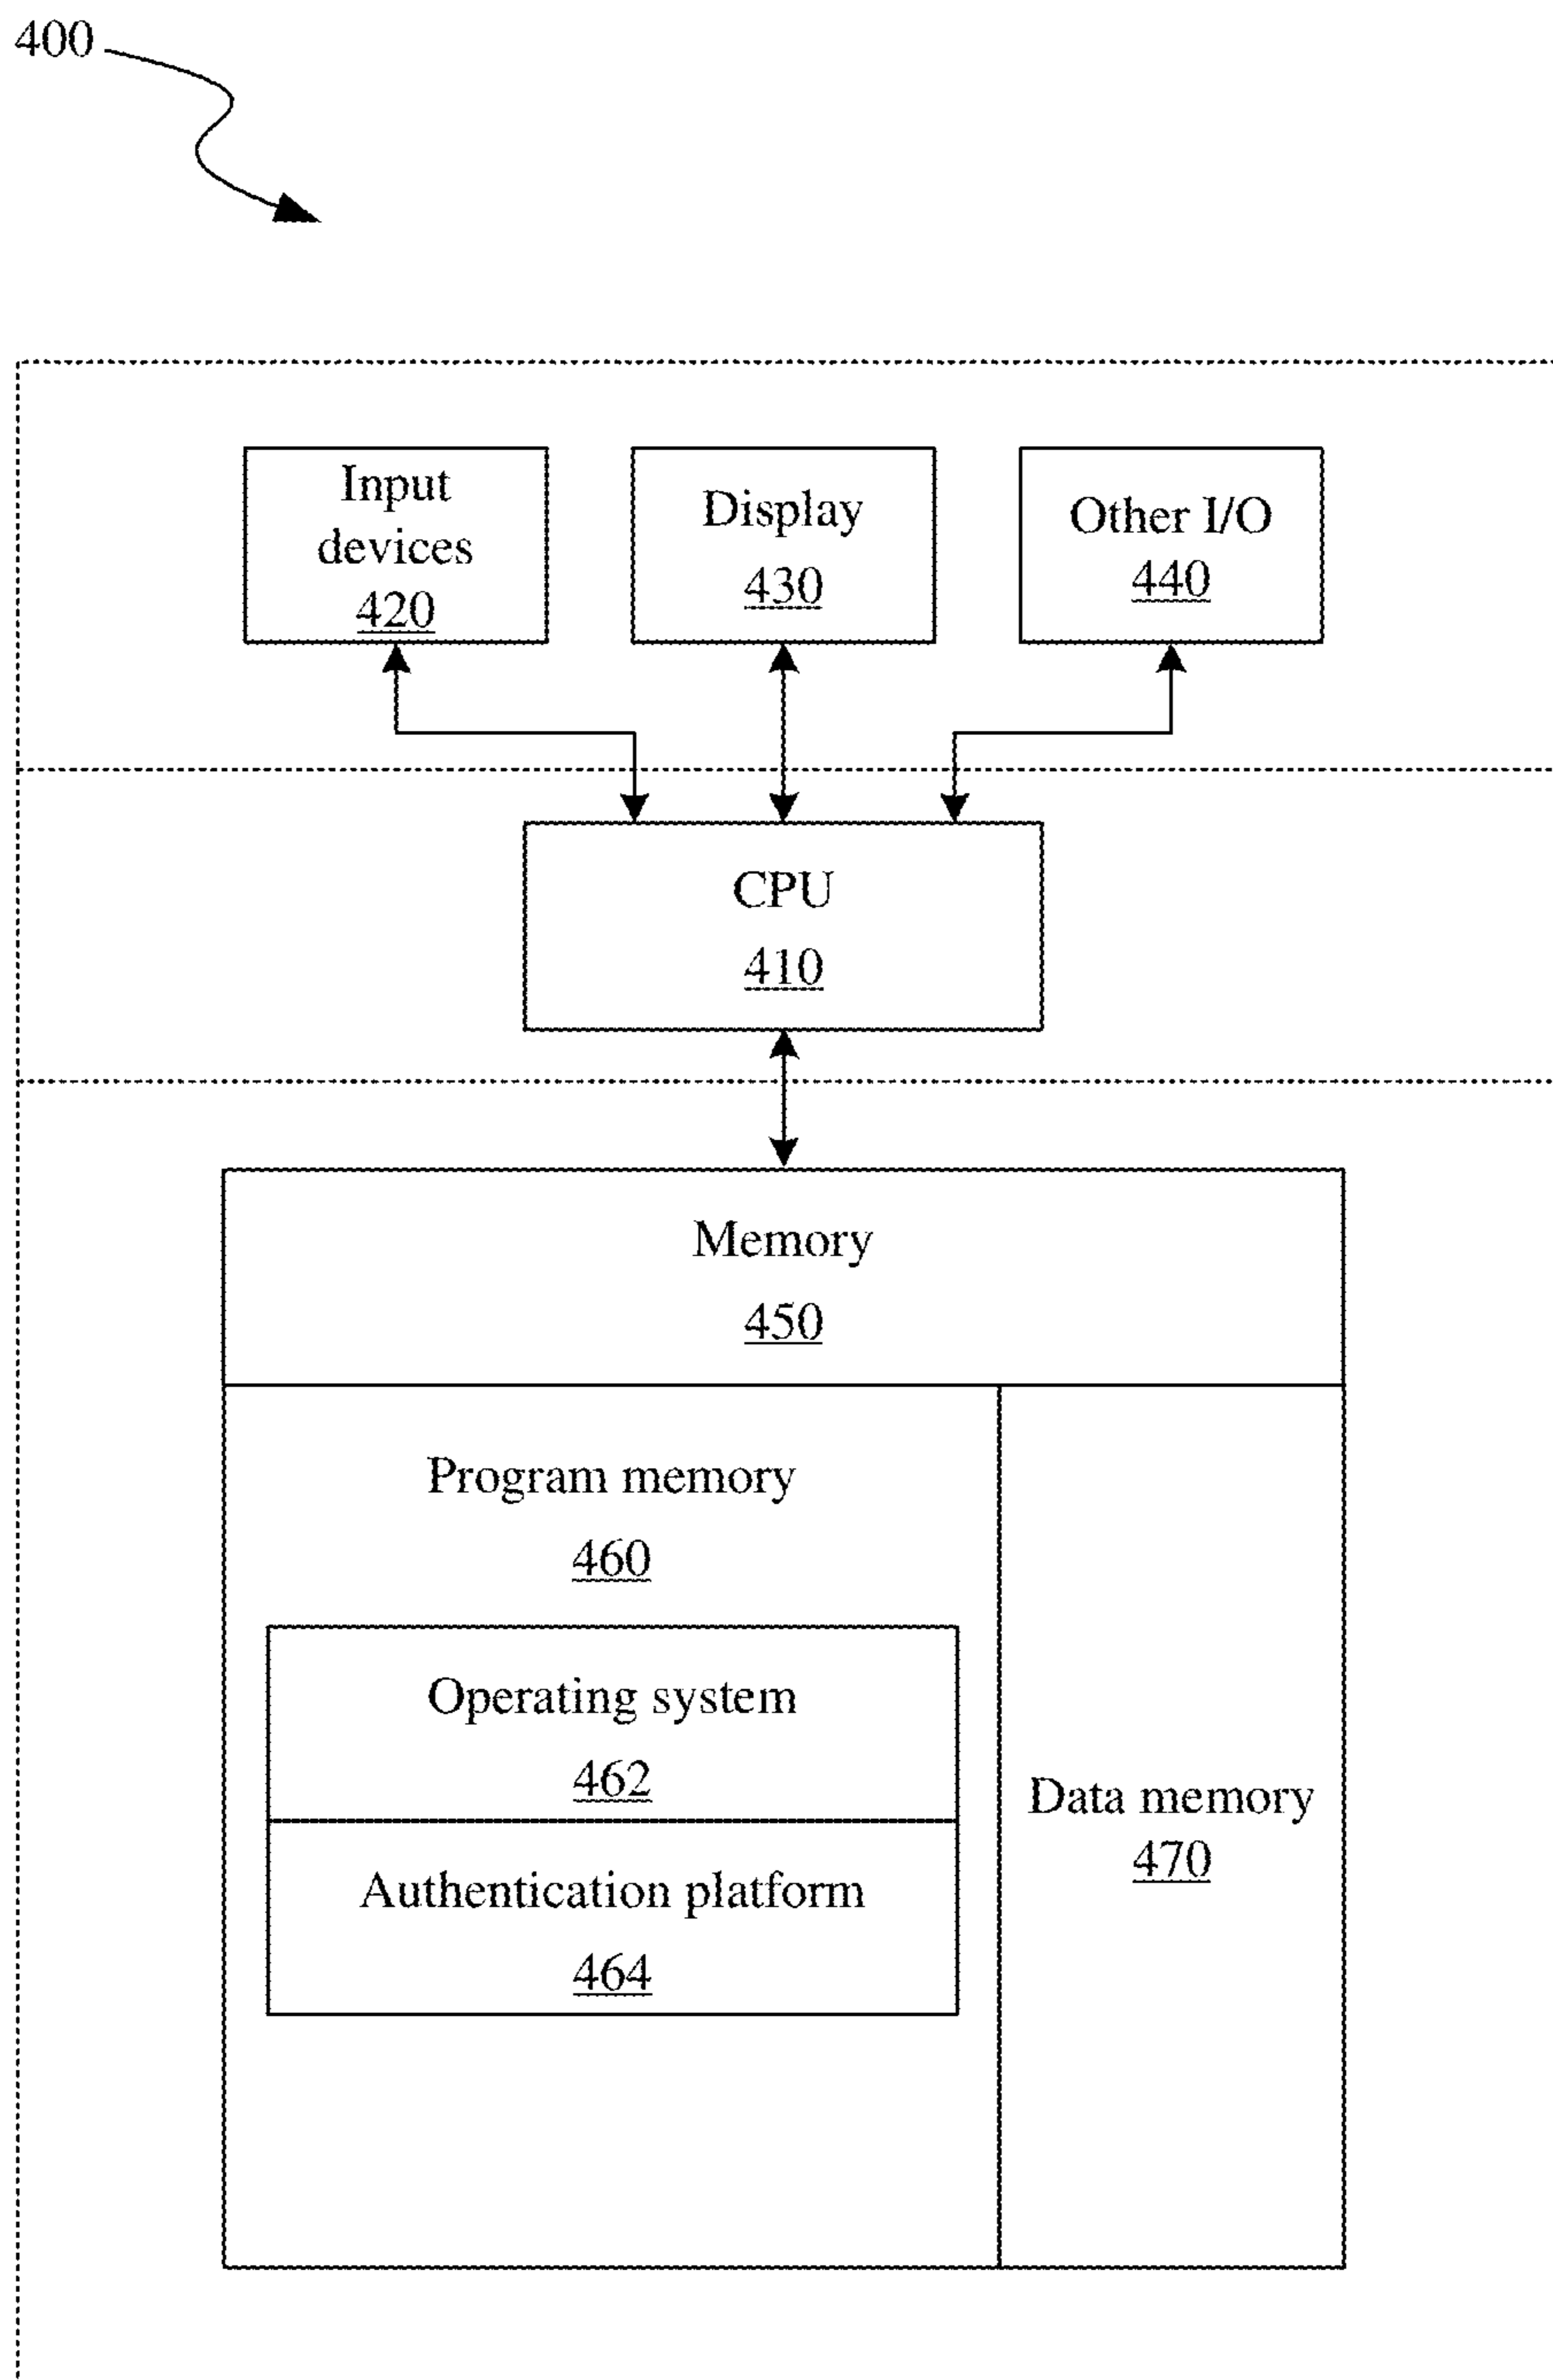 400
Input
devices
420
Display
430
Other I/O
440
CPU
410
Memory
450
Program memory
460
Operating system
462
Authentication platform
464
Data memory
470